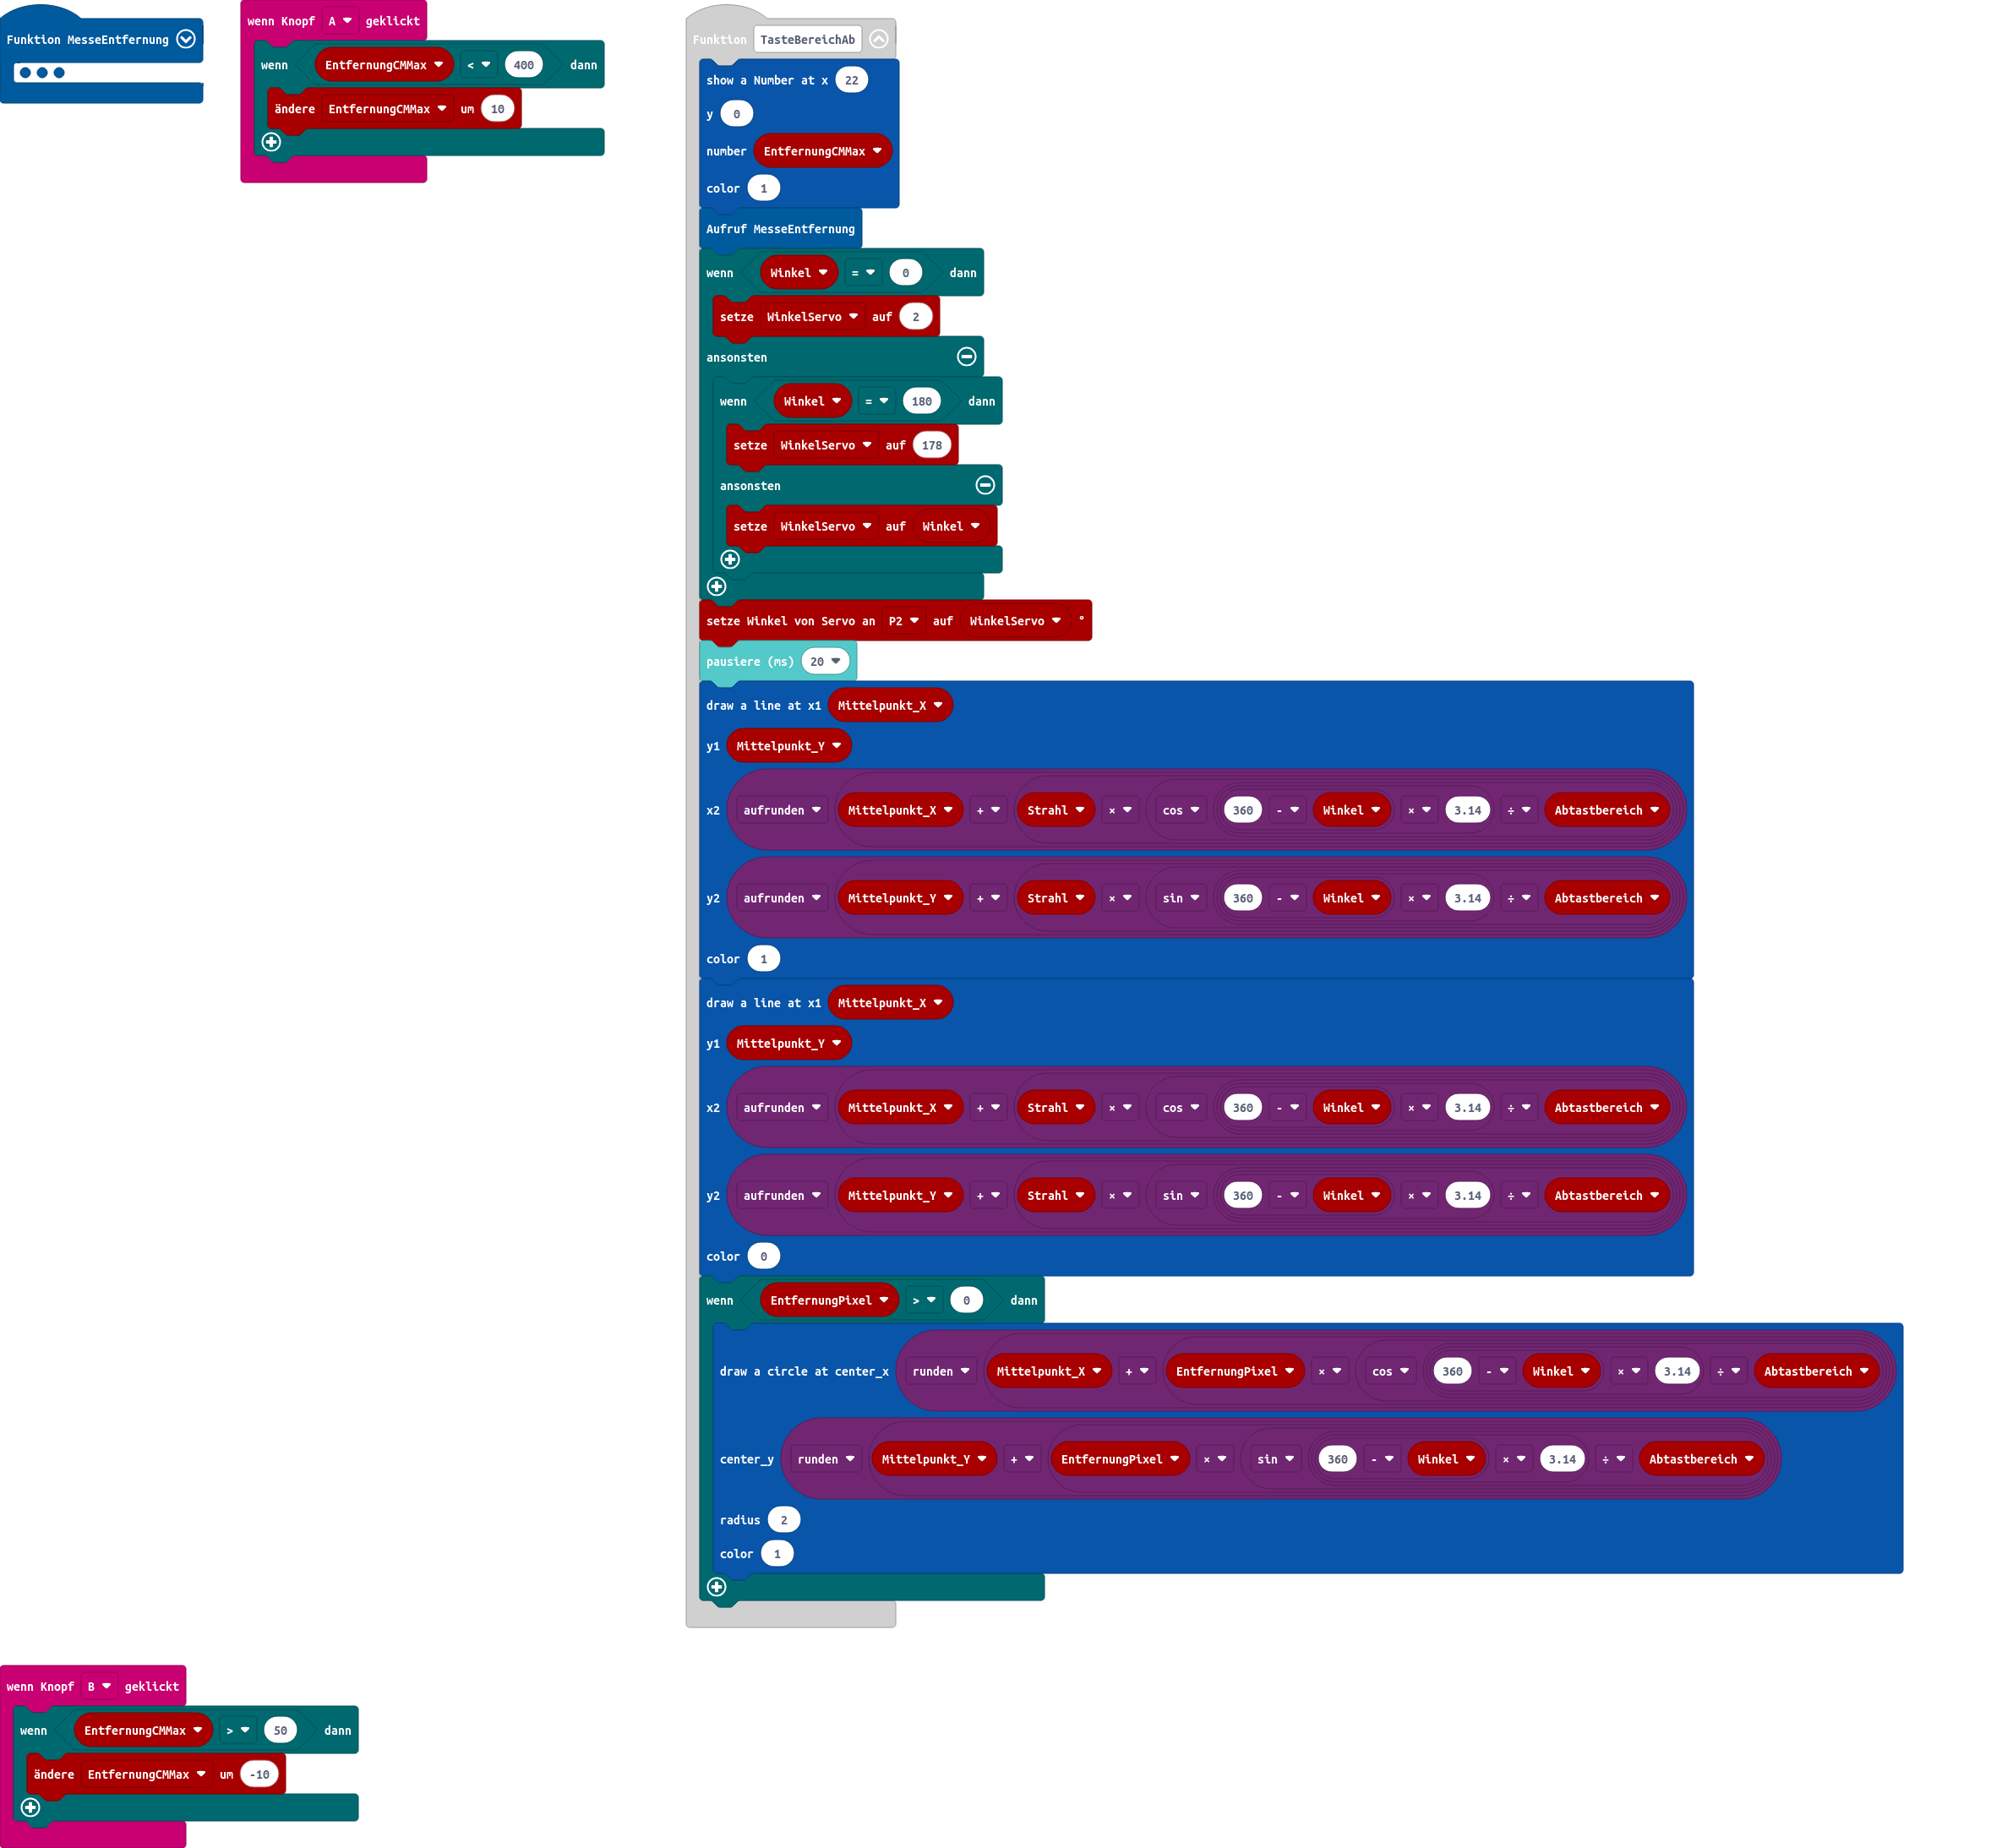 Funktion MesseEntfernung
wenn Knopf A geklickt
wenn EntfernungCMMax < 400 dann
ändere EntfernungCMMax um 10
Funktion TasteBereichAb
show a Number at x 22
y 0
number EntfernungCMMax
color 1
Aufruf MesseEntfernung
wenn Winkel = 0 dann
setze WinkelServo auf 2
ansonsten
wenn Winkel = 180 dann
setze WinkelServo auf 178
ansonsten
setze WinkelServo auf Winkel
setze Winkel von Servo an P2 auf WinkelServo °
pausiere (ms) 20
draw a line at x1 Mittelpunkt_X
y1 Mittelpunkt_Y
x2 aufrunden Mittelpunkt_X + Strahl × cos 360 - Winkel × 3.14 ÷ Abtastbereich
y2 aufrunden Mittelpunkt_Y + Strahl × sin 360 - Winkel × 3.14 ÷ Abtastbereich
color 1
draw a line at x1 Mittelpunkt_X
y1 Mittelpunkt_Y
x2 aufrunden Mittelpunkt_X + Strahl × cos 360 - Winkel × 3.14 ÷ Abtastbereich
y2 aufrunden Mittelpunkt_Y + Strahl × sin 360 - Winkel × 3.14 ÷ Abtastbereich
color 0
wenn EntfernungPixel > 0 dann
draw a circle at center_x runden Mittelpunkt_X + EntfernungPixel × cos 360 - Winkel × 3.14 ÷ Abtastbereich
center_y runden Mittelpunkt_Y + EntfernungPixel × sin 360 - Winkel × 3.14 ÷ Abtastbereich
radius 2
color 1
wenn Knopf B geklickt
wenn EntfernungCMMax > 50 dann
ändere EntfernungCMMax um -10